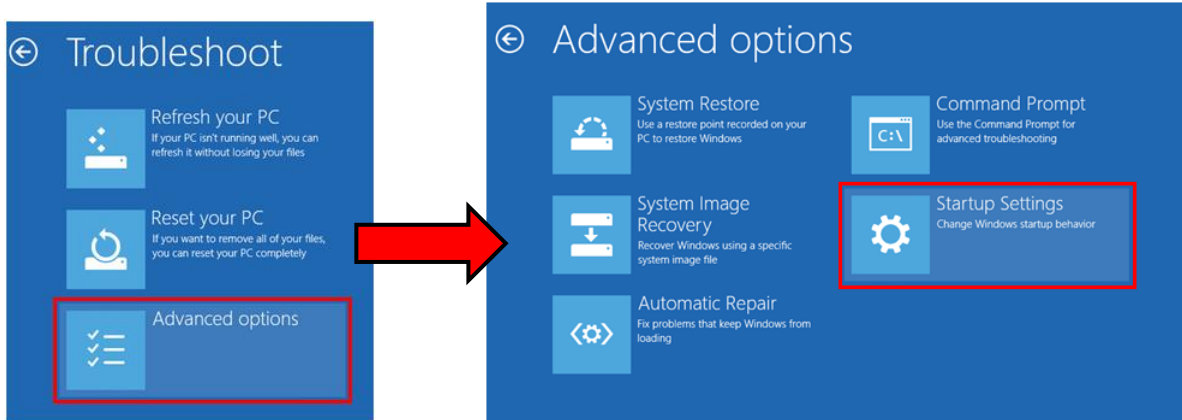 Troubleshoot
Refresh your PC
If your PC isn't running well, you can
refresh it without losing your files
Reset your PC
If you want to remove all of your files,
you can reset your PC completely
Advanced options
Advanced options
System Restore
Use a restore point recorded on your
PC to restore Windows
System Image
Recovery
Recover Windows using a specific
system image file
Automatic Repair
Fix problems that keep Windows from
loading
C:\
Command Prompt
Use the Command Prompt for
advanced troubleshooting
Startup Settings
Change Windows startup behavior